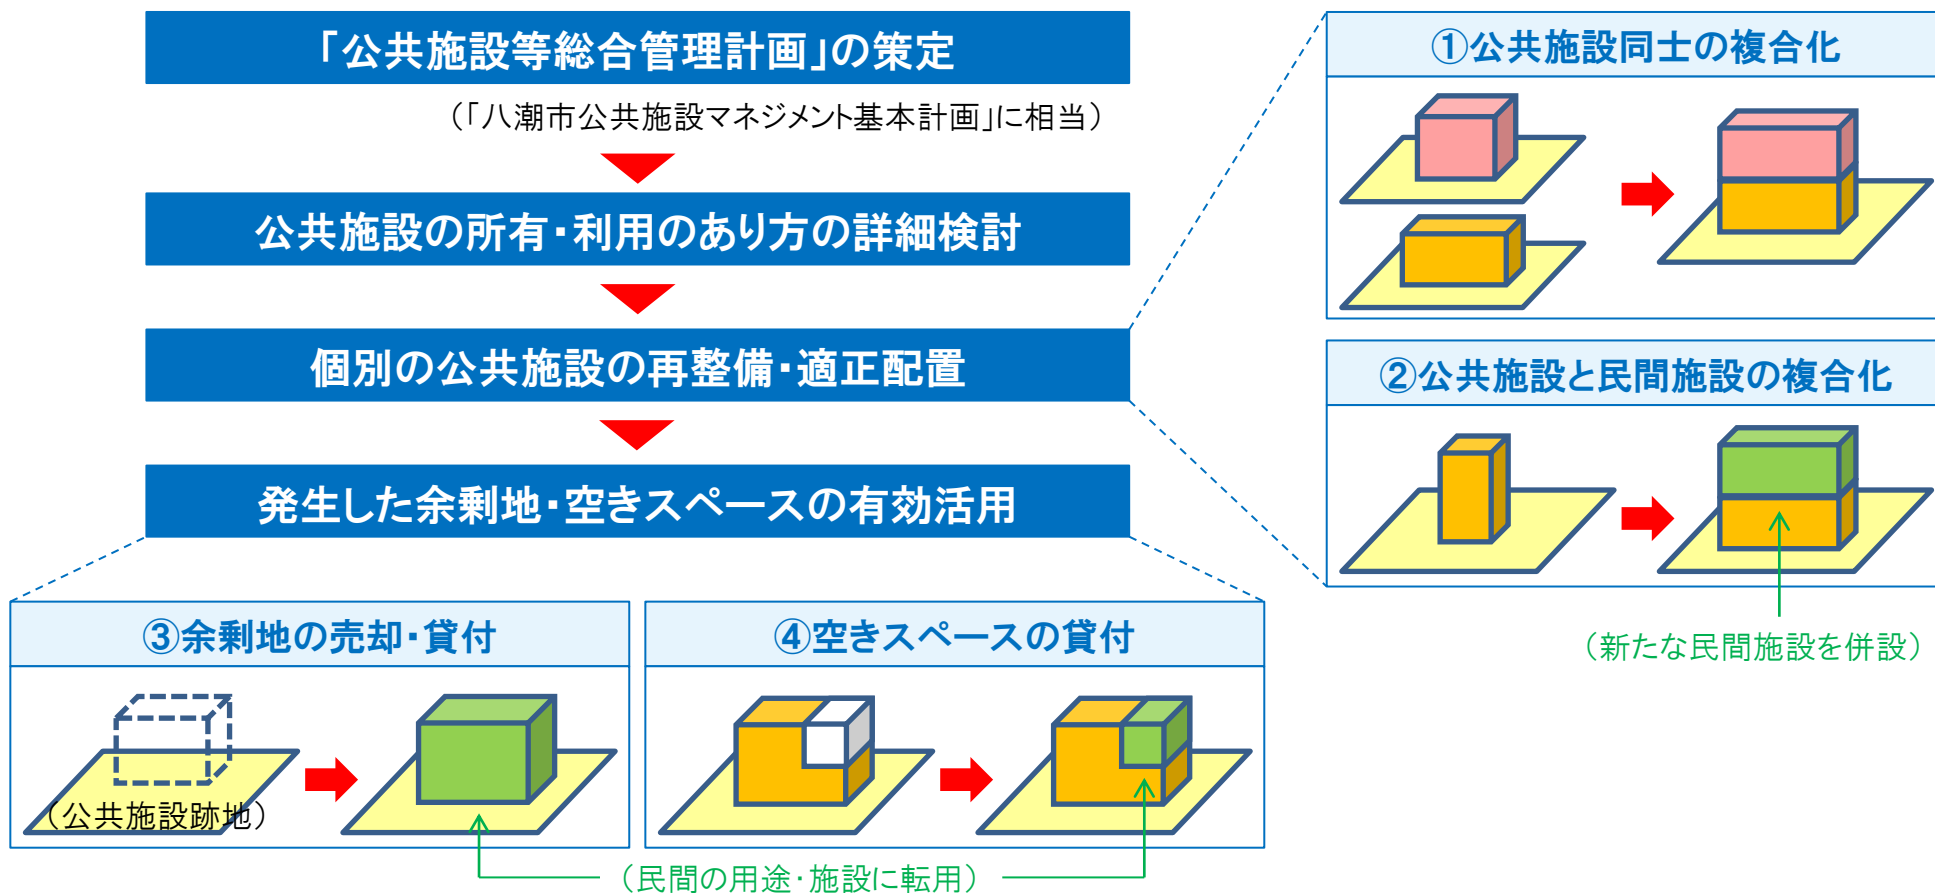 「公共施設等総合管理計画」の策定
（「八潮市公共施設マネジメント基本計画」に相当）
公共施設の所有・利用のあり方の詳細検討
個別の公共施設の再整備・適正配置
発生した余剰地・空きスペースの有効活用
①公共施設同士の複合化
②公共施設と民間施設の複合化
（新たな民間施設を併設）
③余剰地の売却・貸付
（公共施設跡地）
④空きスペースの貸付
（民間の用途・施設に転用）